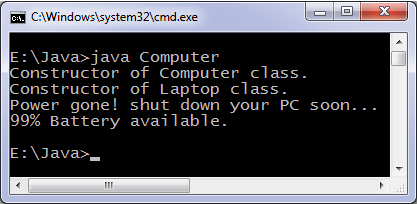 C:\Windows\system32\cmd.exe
E:\Java>java Computer
Constructor of Computer class.
Constructor of Laptop class.
Power gone! shut down your PC soon...
99% Battery available.
E:\Java>_